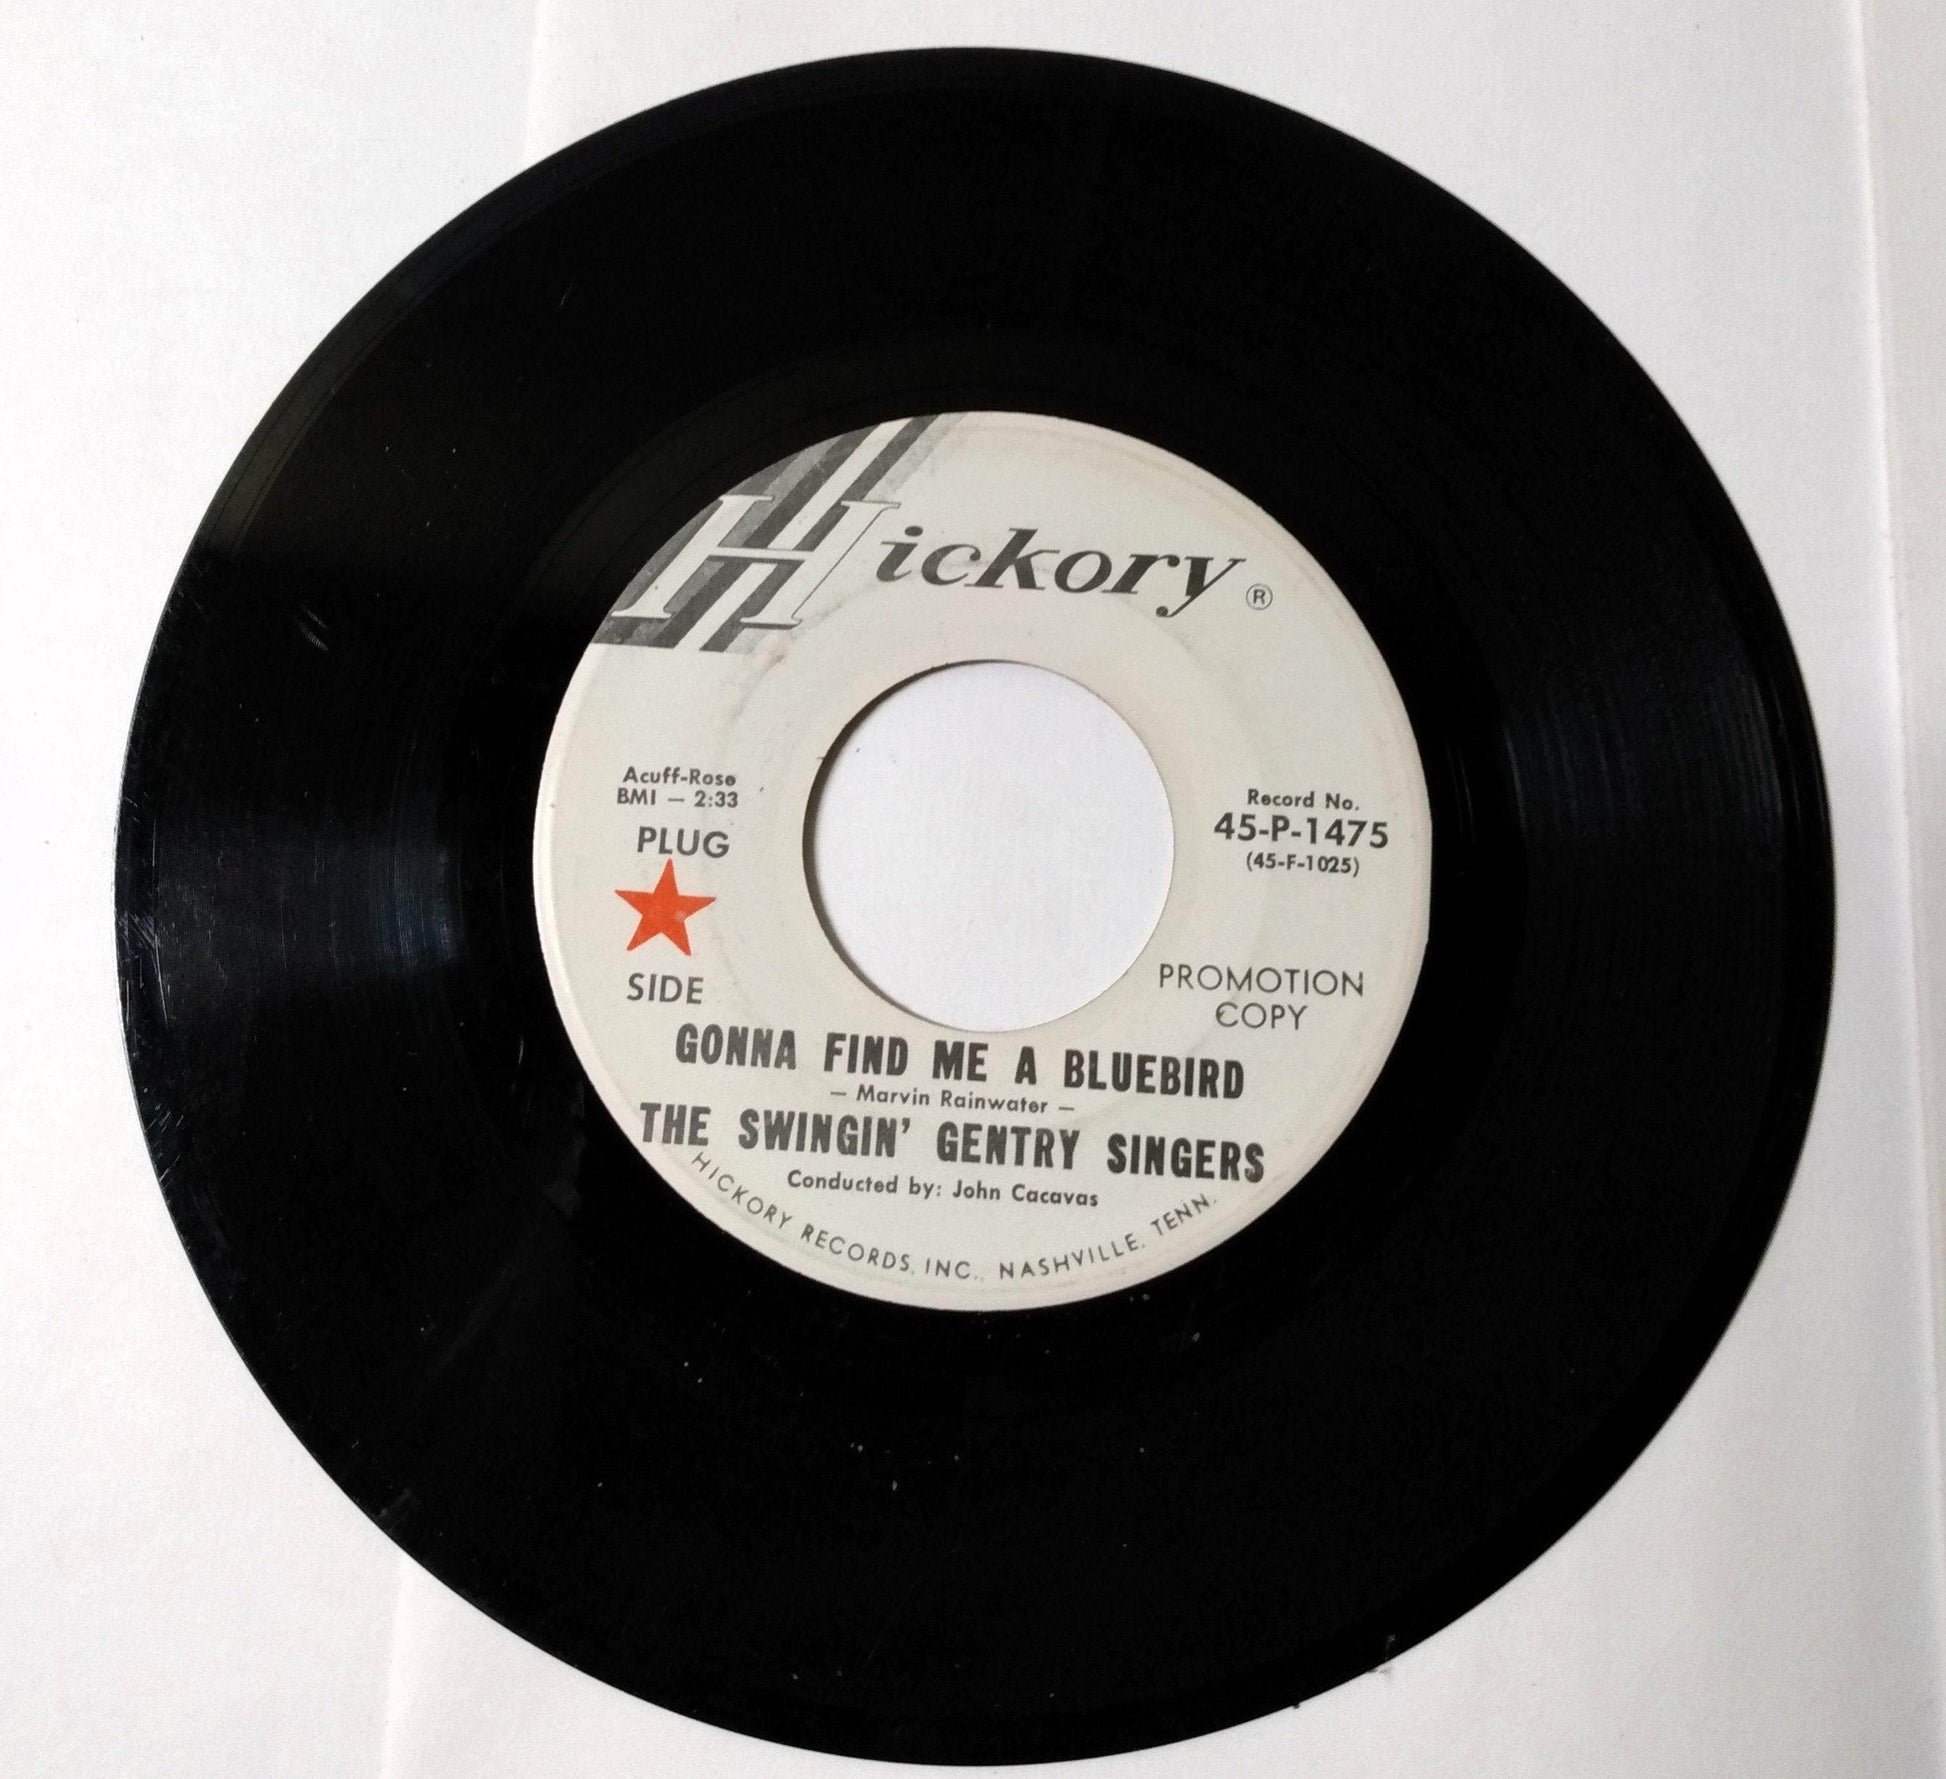 Hickory ®
Acuff-Rose
BMI — 2:33
PLUG
SIDE
Record No.
45-P-1475
(45-F-1025)
PROMOTION
COPY
GONNA FIND ME A BLUEBIRD
— Marvin Rainwater —
THE SWINGIN' GENTRY SINGERS
Conducted by: John Cacavas
HICKORY RECORDS, INC., NASHVILLE, TENN.